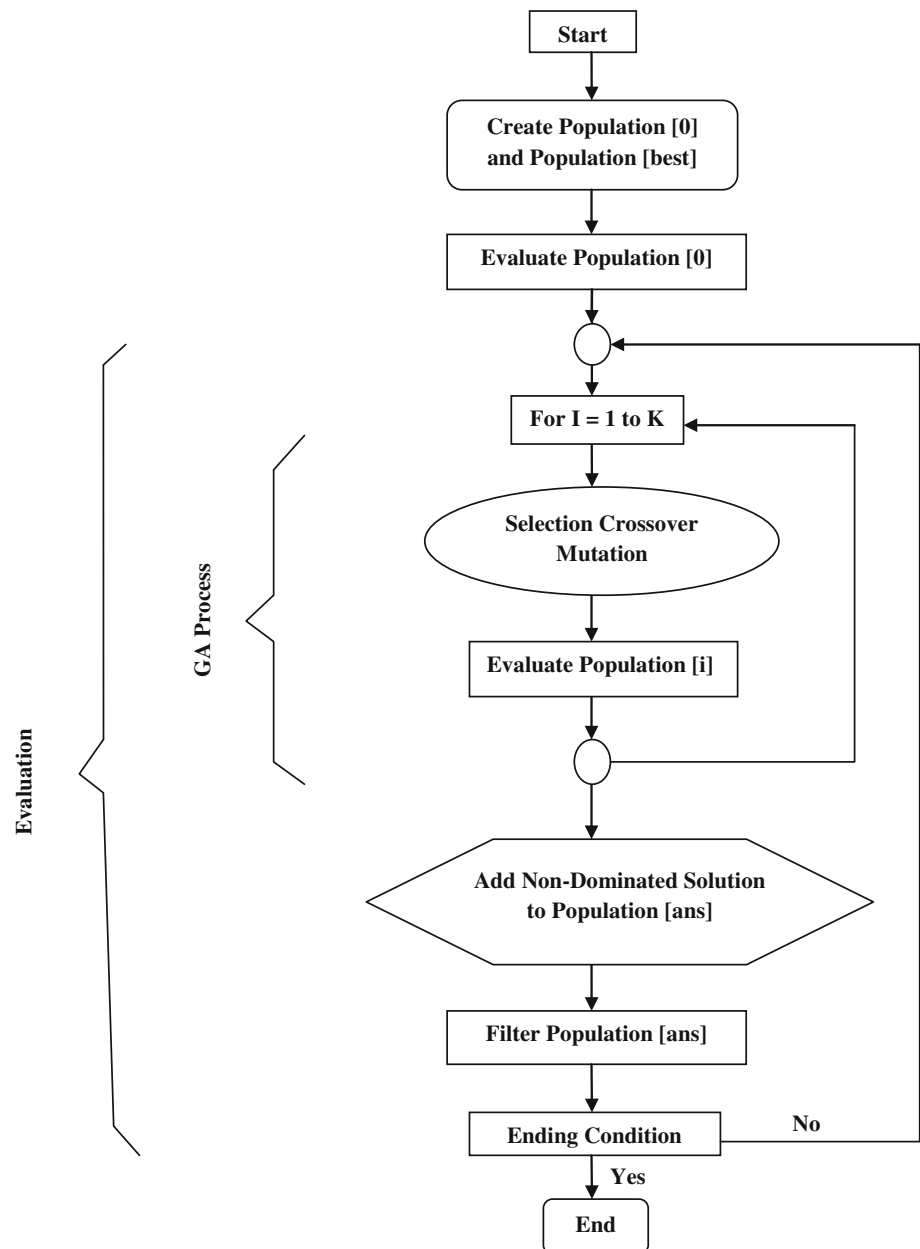 Start
Create Population [0]
and Population [best]
Evaluate Population [0]
For I = 1 to K
Selection Crossover
Mutation
GA Process
Evaluate Population [i]
Evaluation
Add Non-Dominated Solution
to Population [ans]
Filter Population [ans]
Ending Condition
No
Yes
End